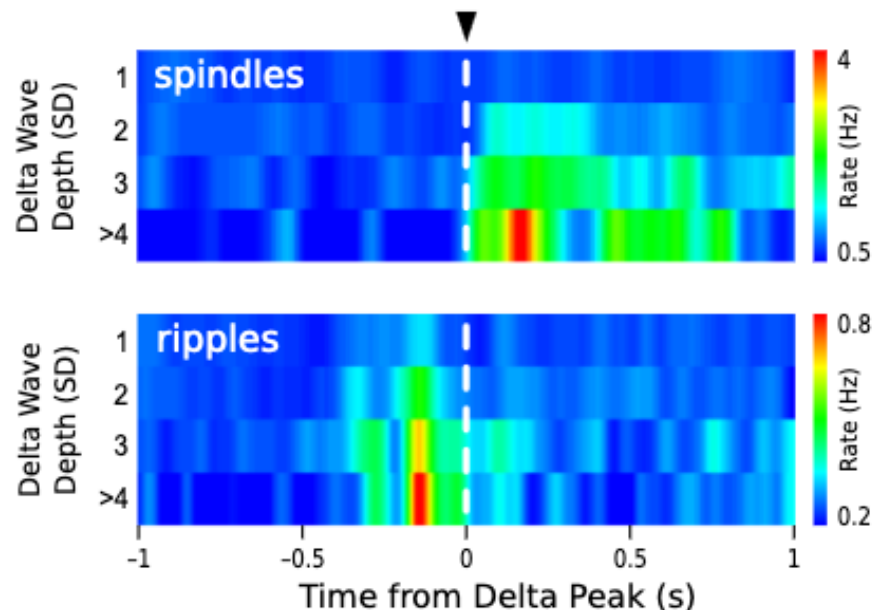 spindles
Delta Wave
Depth (SD)
1
2
3
>4
4
Rate (Hz)
0.5
ripples
Delta Wave
Depth (SD)
1
2
3
>4
0.8
Rate (Hz)
0.2
–1
–0.5
0
0.5
1
Time from Delta Peak (s)